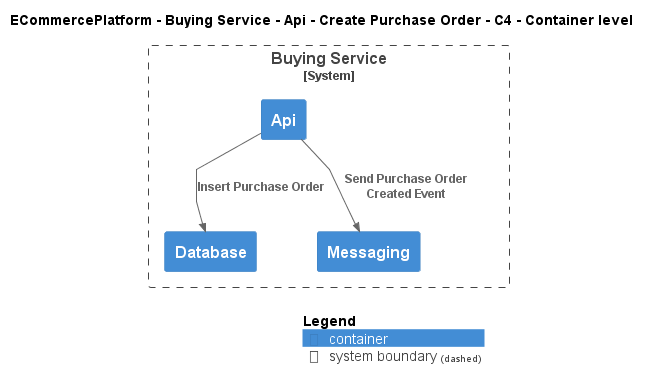 ECommercePlatform - Buying Service - Api - Create Purchase Order - C4 - Container level
Buying Service
[System]
Api
Insert Purchase Order
Send Purchase Order
Created Event
Database
Messaging
Legend
container
system boundary (dashed)